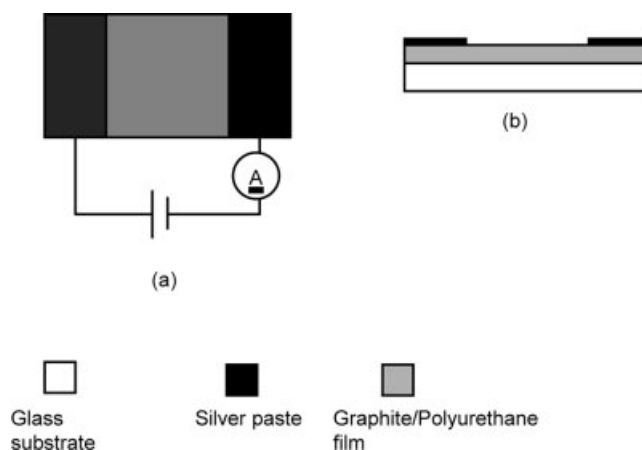 A
(a)
(b)
Glass
substrate
Silver paste
Graphite/Polyurethane
film